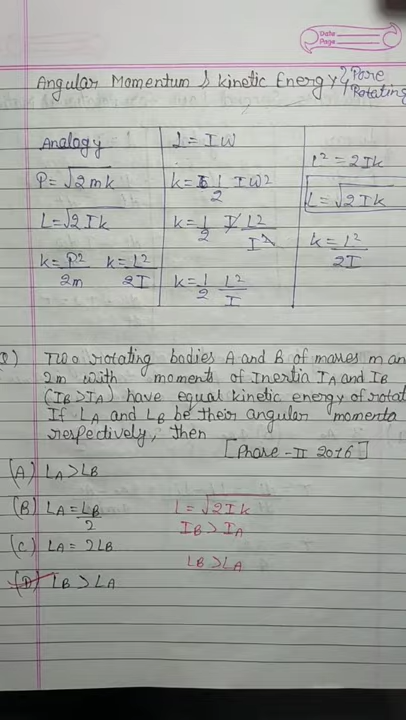 Date
Page
Angular Momentum & kinetic Energy } Pure Rotating
Analogy
P = √2mk
L = √2Ik
k = P²/2m k = L²/2I
L = Iω
k = 1/2 Iω²
k = 1/2 I L²/I²
k = 1/2 L²/I
L² = 2Ik
L = √2Ik
k = L²/2I
Q) Two rotating bodies A and B of masses m and
2m with moments of Inertia IA and IB
(IB > IA) have equal kinetic energy of rotat
If LA and LB be their angular momenta
respectively, then
[Phase - II 2016]
(A) LA > LB
(B) LA = LB/2
(C) LA = 2LB
(D) LB > LA
L = √2Ik
IB > IA
LB > LA